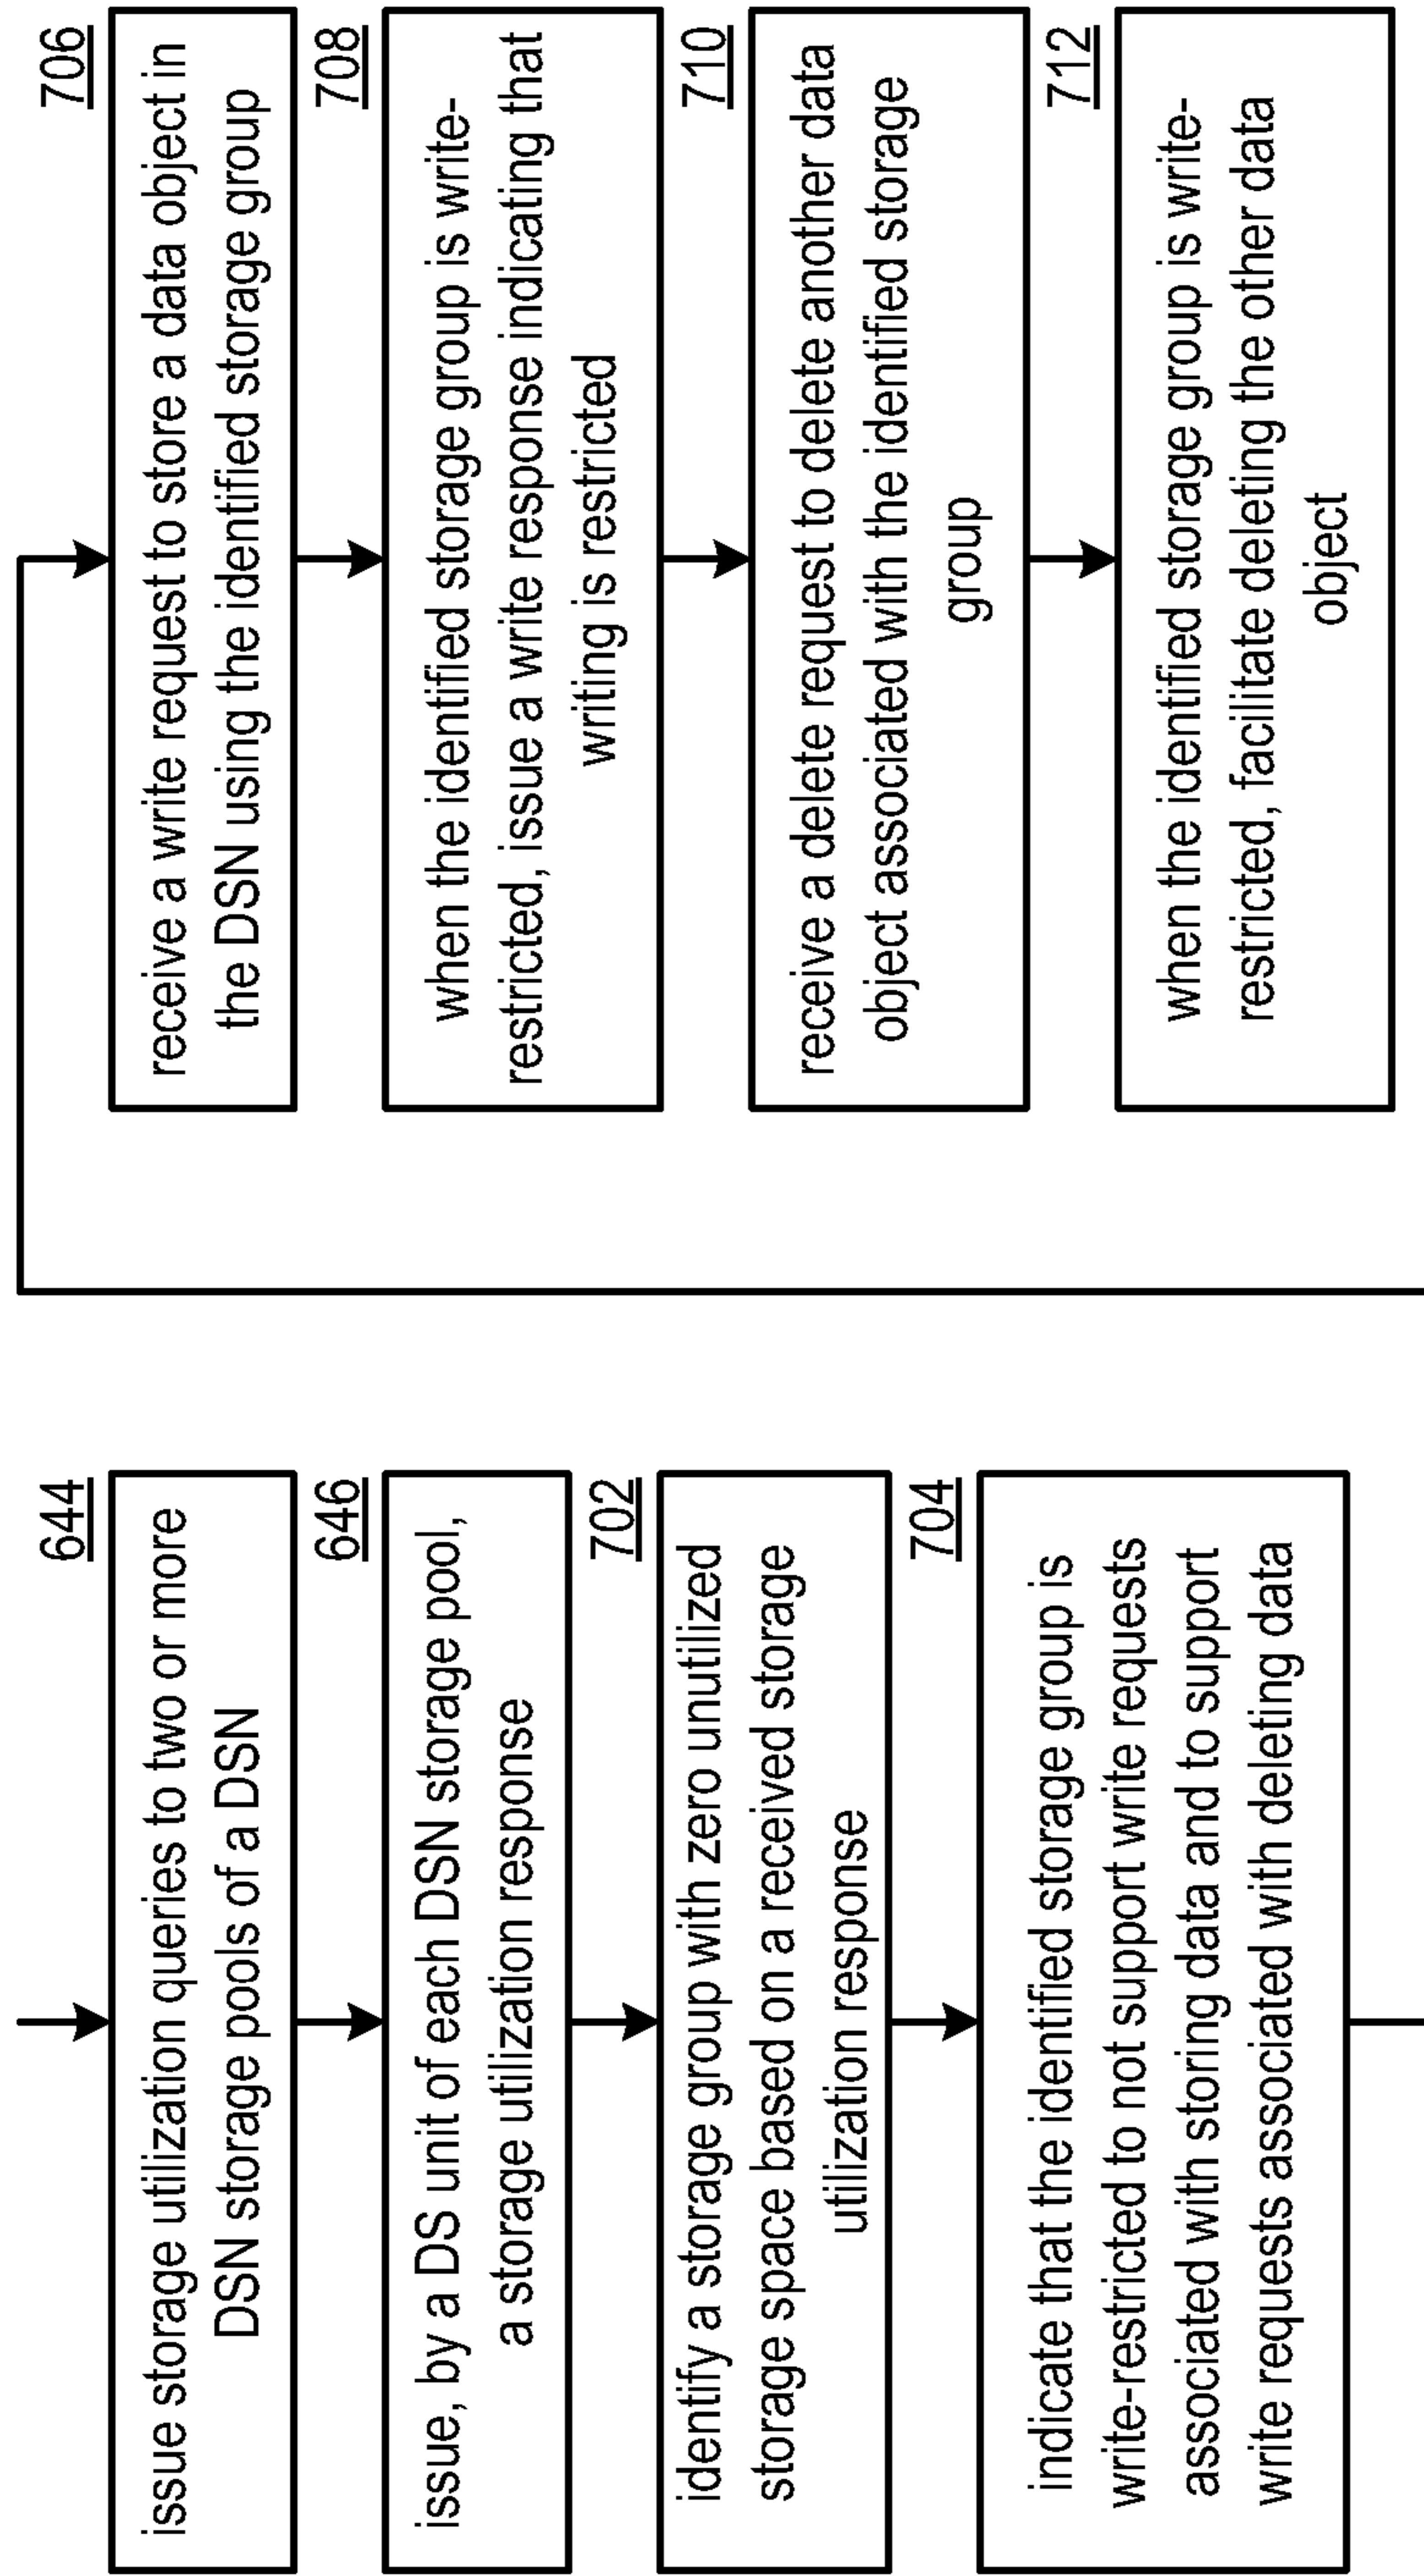 644
issue storage utilization queries to two or more
DSN storage pools of a DSN
646
issue, by a DS unit of each DSN storage pool,
a storage utilization response
702
identify a storage group with zero unutilized
storage space based on a received storage
utilization response
704
indicate that the identified storage group is
write-restricted to not support write requests
associated with storing data and to support
write requests associated with deleting data
706
receive a write request to store a data object in
the DSN using the identified storage group
708
when the identified storage group is write-
restricted, issue a write response indicating that
writing is restricted
710
receive a delete request to delete another data
object associated with the identified storage
group
712
when the identified storage group is write-
restricted, facilitate deleting the other data
object